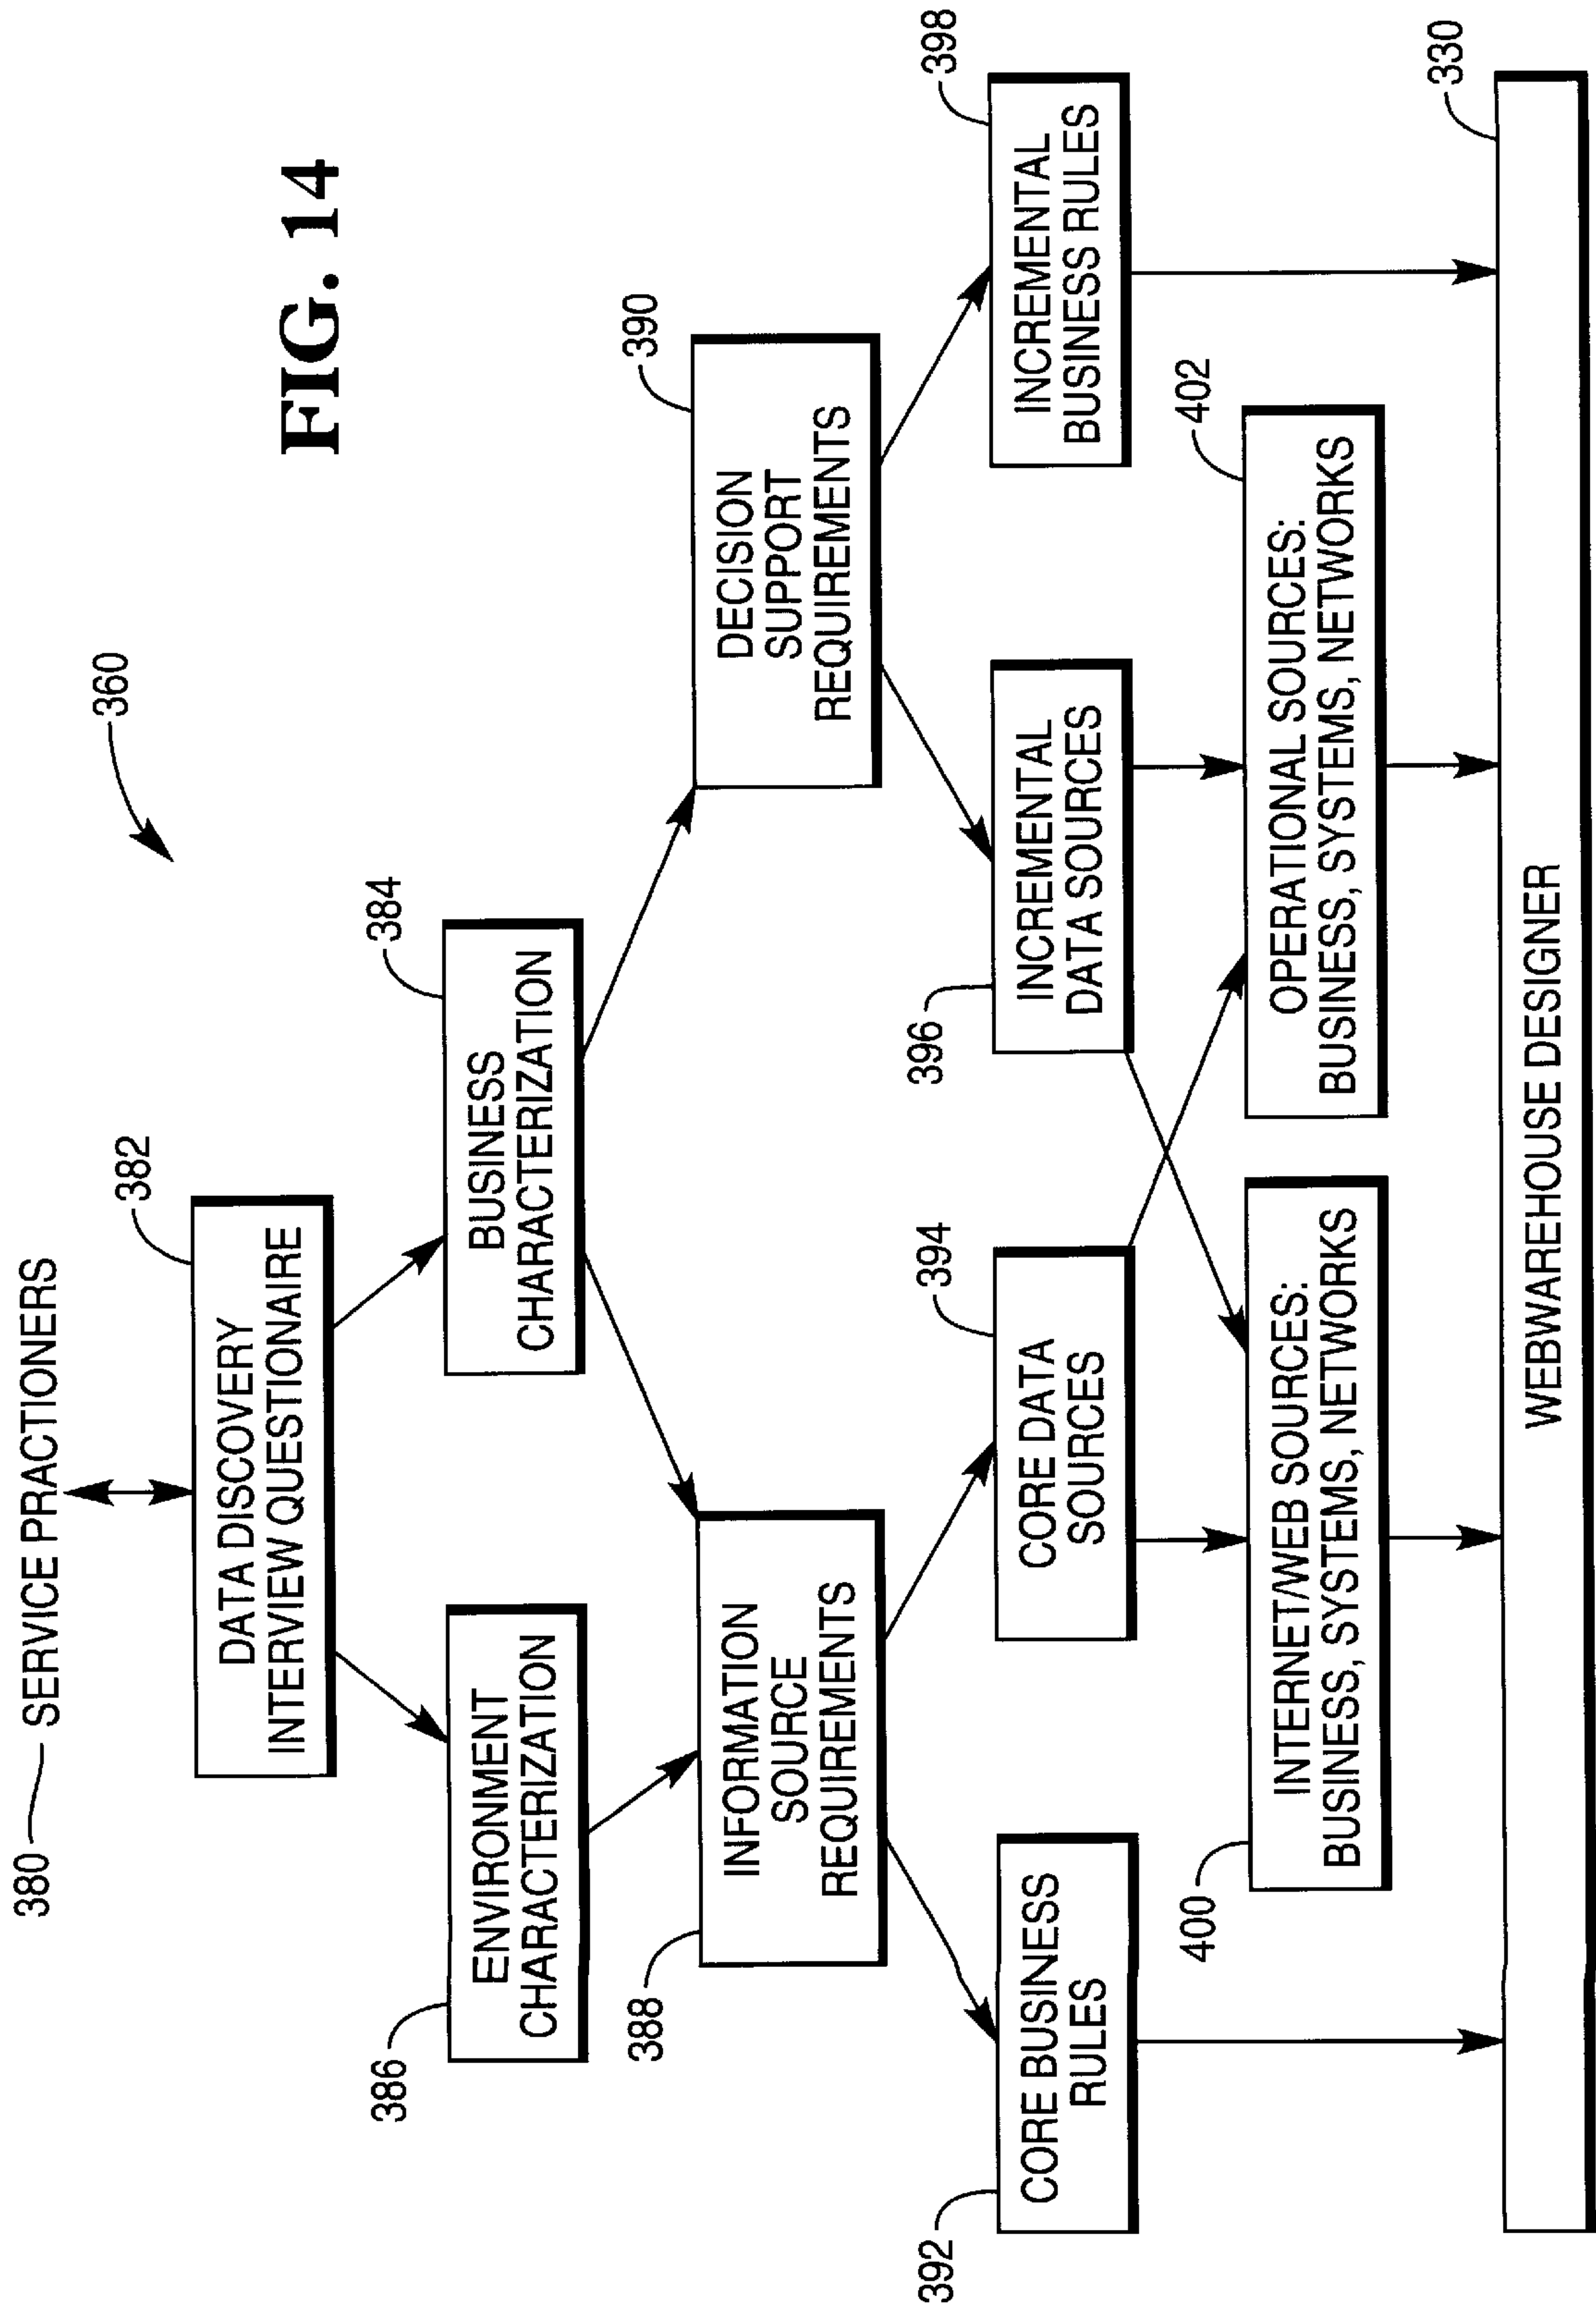 FIG. 14
360
380
SERVICE PRACTIONERS
382
DATA DISCOVERY
INTERVIEW QUESTIONAIRE
384
BUSINESS
CHARACTERIZATION
386
ENVIRONMENT
CHARACTERIZATION
388
INFORMATION
SOURCE
REQUIREMENTS
390
DECISION
SUPPORT
REQUIREMENTS
392
CORE BUSINESS
RULES
394
CORE DATA
SOURCES
396
INCREMENTAL
DATA SOURCES
398
INCREMENTAL
BUSINESS RULES
400
INTERNET/WEB SOURCES:
BUSINESS, SYSTEMS, NETWORKS
402
OPERATIONAL SOURCES:
BUSINESS, SYSTEMS, NETWORKS
330
WEBWAREHOUSE DESIGNER